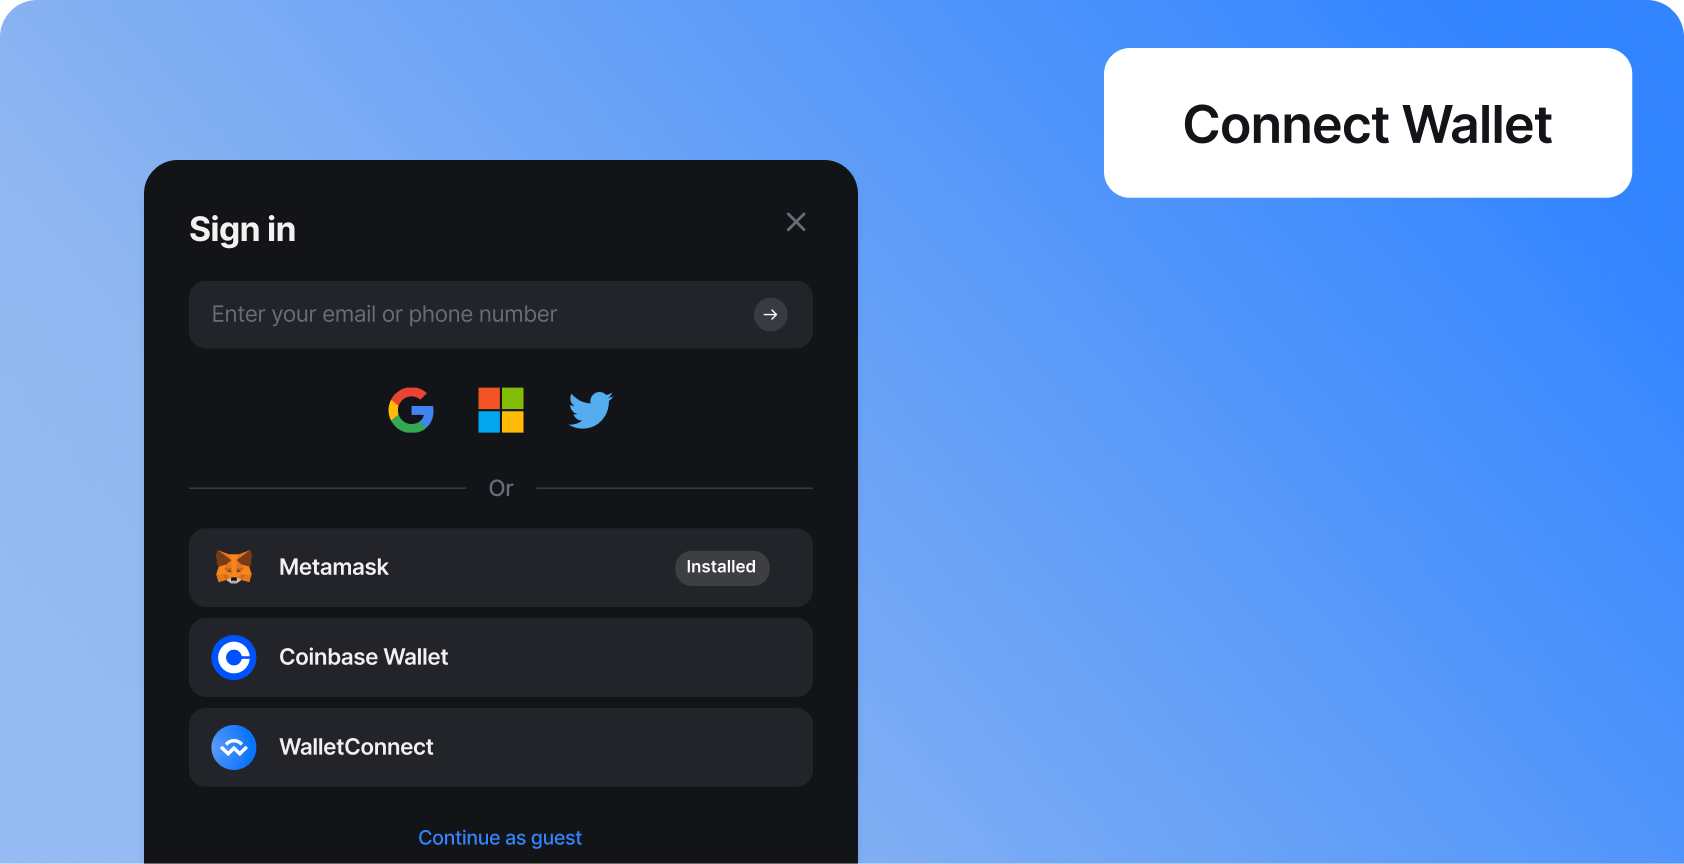 Connect Wallet
Sign in
Enter your email or phone number
Or
Metamask
Installed
Coinbase Wallet
WalletConnect
Continue as guest